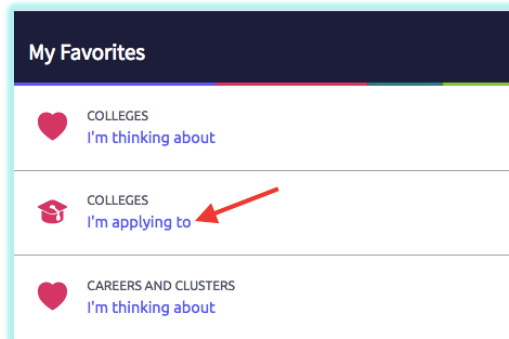 My Favorites
COLLEGES
I'm thinking about
COLLEGES
I'm applying to
CAREERS AND CLUSTERS
I'm thinking about